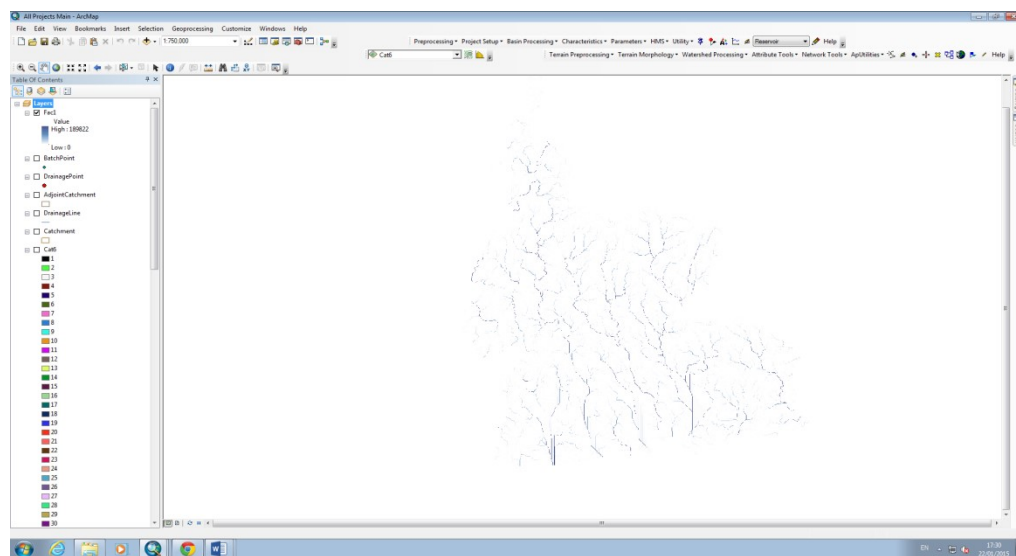 All Projects Main - ArcMap
File Edit View Bookmarks Insert Selection Geoprocessing Customize Windows Help
1:750.000
Preprocessing Project Setup Basin Processing Characteristics Parameters HMS Utility Reservoir Help
Cat6
Terrain Preprocessing Terrain Morphology Watershed Processing Attribute Tools Network Tools ApUtilities Help
Table Of Contents
Layers
Fac1
Value
High : 189822
Low : 0
BatchPoint
DrainagePoint
AdjointCatchment
DrainageLine
Catchment
Cat6
1
2
3
4
5
6
7
8
9
10
11
12
13
14
15
16
17
18
19
20
21
22
23
24
25
26
27
28
29
30
EN
17:30
22/01/2015